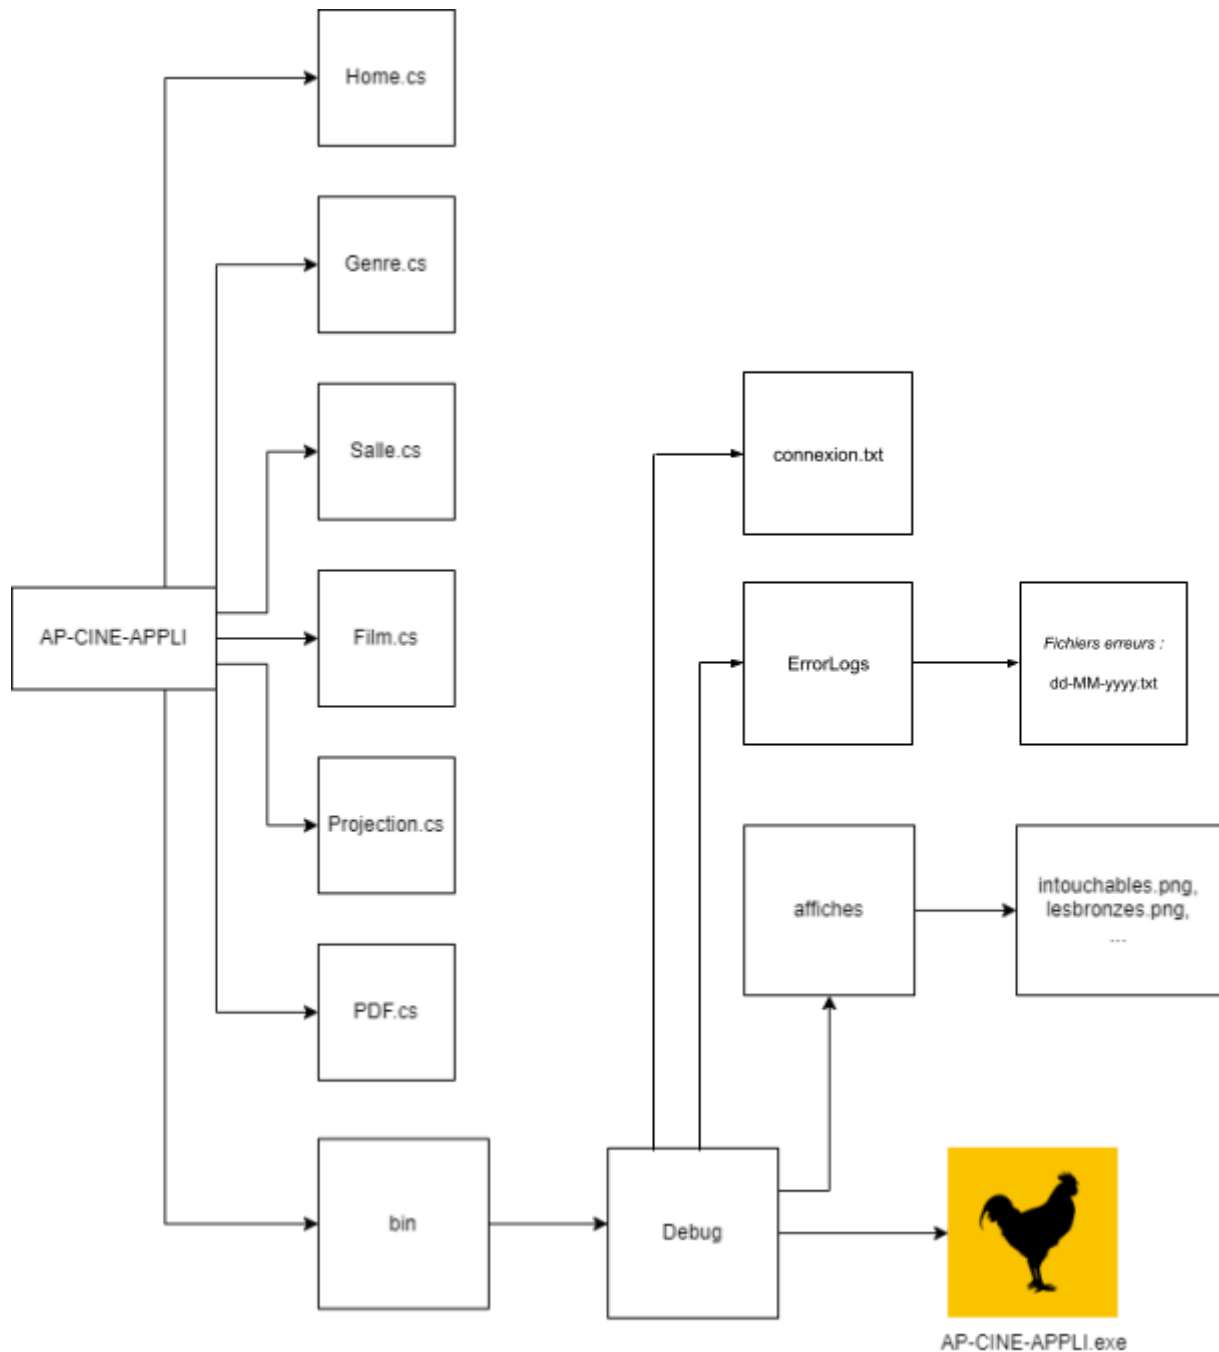 Home.cs
Genre.cs
Salle.cs
connexion.txt
AP-CINE-APPLI
Film.cs
ErrorLogs
Fichiers erreurs :
dd-MM-yyyy.txt
Projection.cs
affiches
intouchables.png,
lesbronzes.png,
...
PDF.cs
bin
Debug
AP-CINE-APPLI.exe